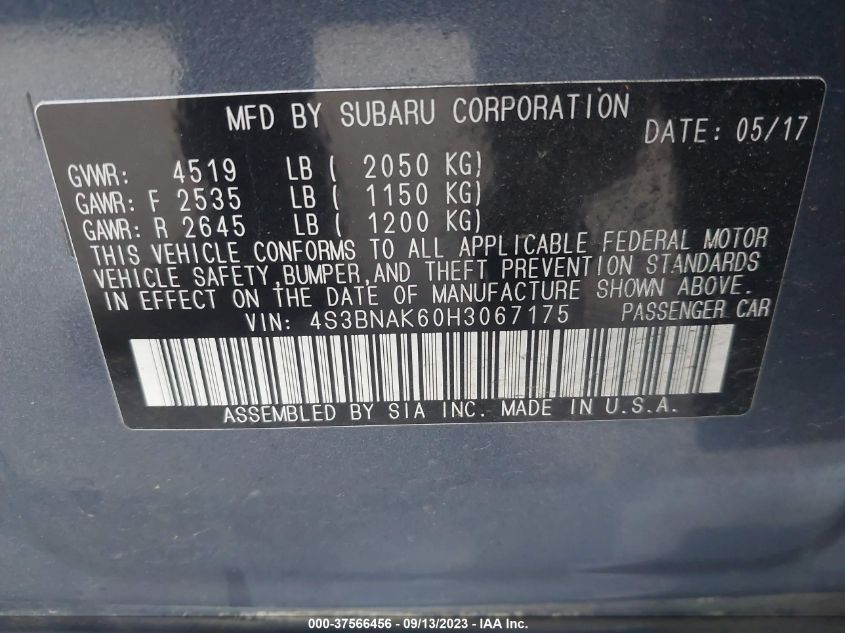 MFD BY SUBARU CORPORATION
DATE: 05/17
GVWR: 4519 LB ( 2050 KG)
GAWR: F 2535 LB ( 1150 KG)
GAWR: R 2645 LB ( 1200 KG)
THIS VEHICLE CONFORMS TO ALL APPLICABLE FEDERAL MOTOR
VEHICLE SAFETY,BUMPER,AND THEFT PREVENTION STANDARDS
IN EFFECT ON THE DATE OF MANUFACTURE SHOWN ABOVE.
VIN: 4S3BNAK60H3067175 PASSENGER CAR
ASSEMBLED BY SIA INC. MADE IN U.S.A.
000-37566456 - 09/13/2023 - IAA Inc.